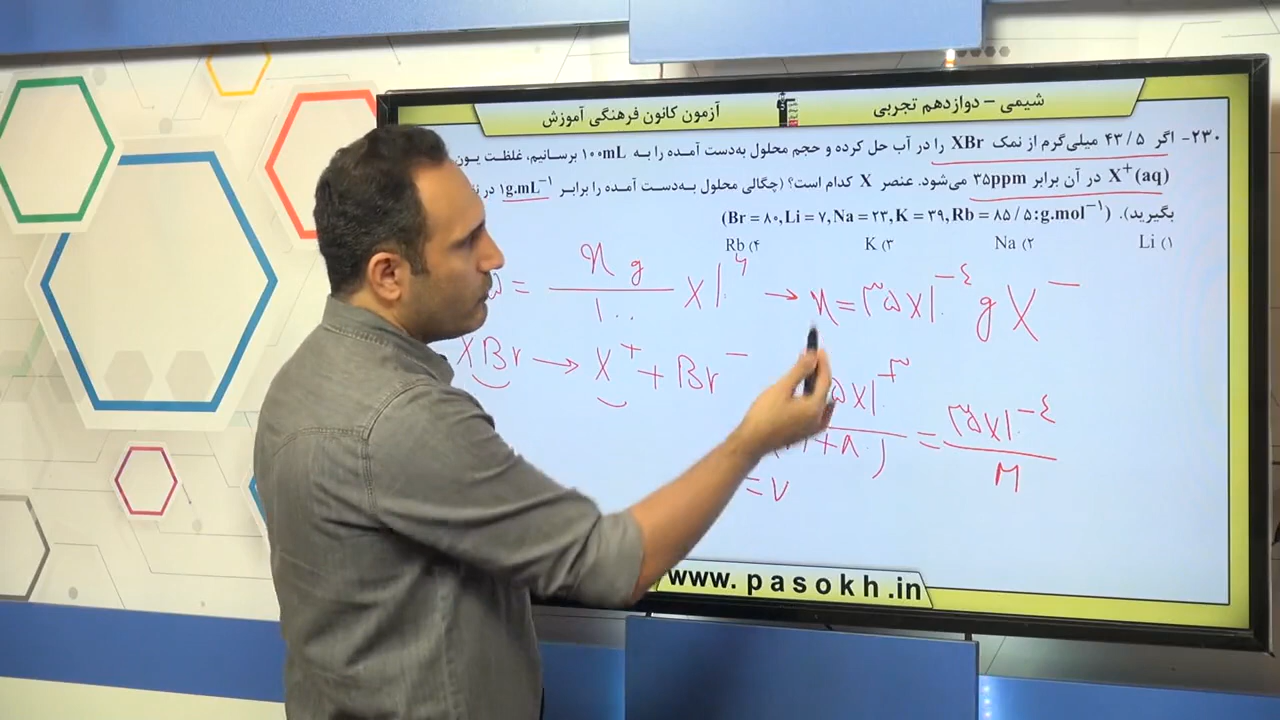 شیمی – دوازدهم تجربی
آزمون کانون فرهنگی آموزش
۲۳۰- اگر ۴۳/۵ میلی‌گرم از نمک XBr را در آب حل کرده و حجم محلول به‌دست آمده را به ۱۰۰mL برسانیم، غلظت یون
X⁺(aq) در آن برابر ۳۵ppm می‌شود. عنصر X کدام است؟ (چگالی محلول به‌دست آمده را برابر ۱g.mL⁻¹ در
بگیرید). (Br = ۸۰, Li = ۷, Na = ۲۳, K = ۳۹, Rb = ۸۵/۵ : g.mol⁻¹)
۱) Li ۲) Na ۳) K ۴) Rb
= x g / ۱۰۰ × ۱۰⁶ → x = ۳۵×۱۰⁻⁴ g X⁻
XBr → X⁺ + Br⁻
= ۳۵×۱۰⁻⁴ / M
= ۷
www.pasokh.in